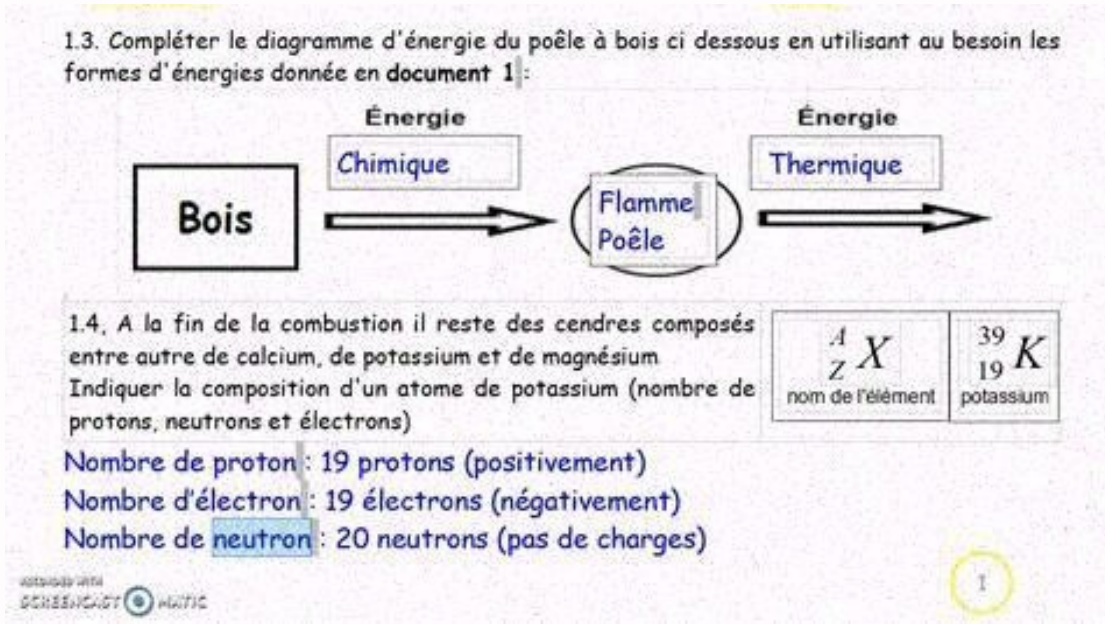 1.3. Compléter le diagramme d'énergie du poêle à bois ci dessous en utilisant au besoin les
formes d'énergies donnée en document 1 :
Énergie
Énergie
Chimique
Thermique
Bois
Flamme
Poêle
1.4, A la fin de la combustion il reste des cendres composés
entre autre de calcium, de potassium et de magnésium
Indiquer la composition d'un atome de potassium (nombre de
protons, neutrons et électrons)
A
Z X
nom de l'élément
39
19 K
potassium
Nombre de proton : 19 protons (positivement)
Nombre d'électron : 19 électrons (négativement)
Nombre de neutron : 20 neutrons (pas de charges)
RECORDED WITH
SCREENCAST MATIC